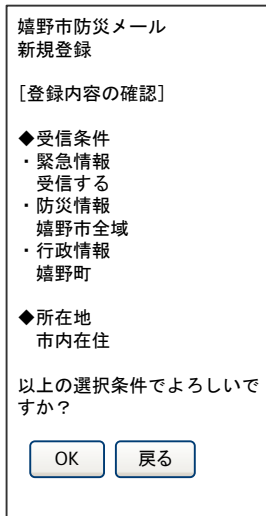 嬉野市防災メール
新規登録
[登録内容の確認]
◆受信条件
・緊急情報
受信する
・防災情報
嬉野市全域
・行政情報
嬉野町
◆所在地
市内在住
以上の選択条件でよろしいで
すか？
OK 戻る